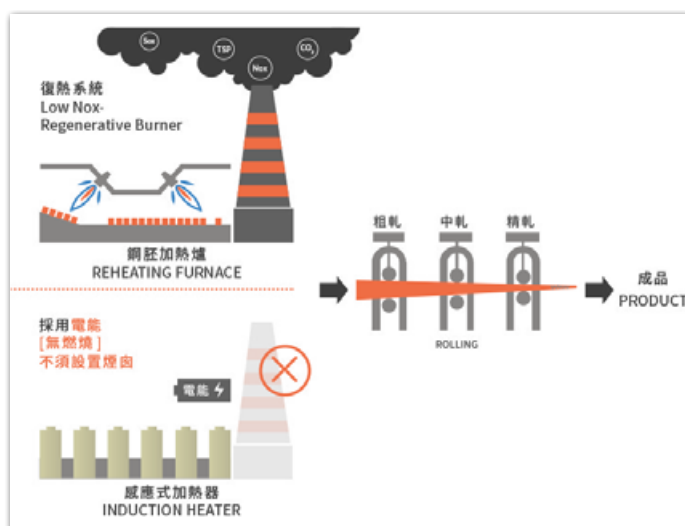 Sox
TSP
Nox
CO₂
復熱系統
Low Nox-
Regenerative Burner
鋼胚加熱爐
REHEATING FURNACE
採用電能
[無燃燒]
不須設置煙囪
電能
感應式加熱器
INDUCTION HEATER
粗軋
中軋
精軋
ROLLING
成品
PRODUCT